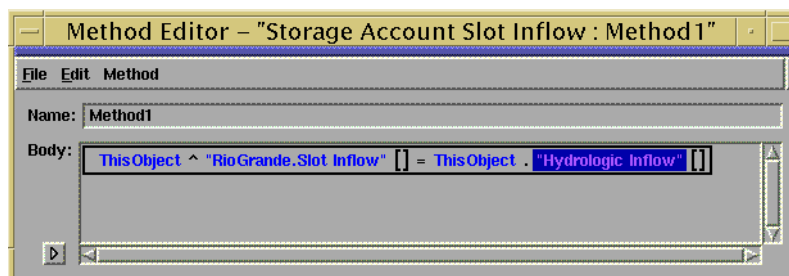 Method Editor – "Storage Account Slot Inflow : Method1"
File Edit Method
Name: Method1
Body: ThisObject ^ "RioGrande.Slot Inflow" [] = ThisObject . "Hydrologic Inflow" []